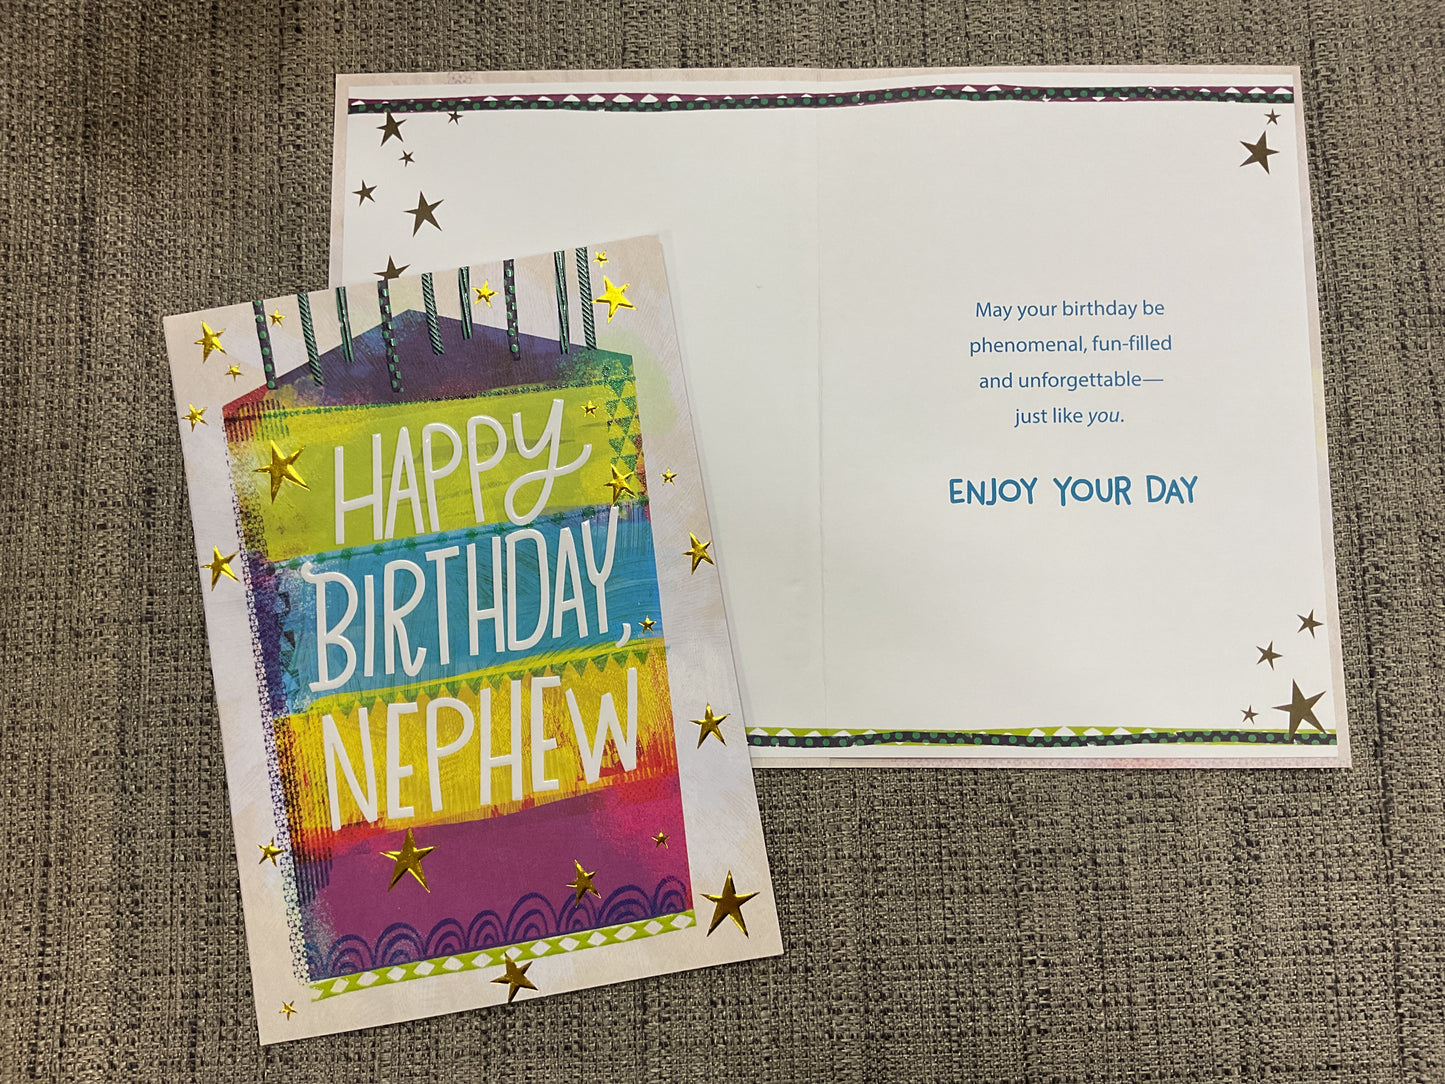 HAPPY
BIRTHDAY,
NEPHEW
May your birthday be
phenomenal, fun-filled
and unforgettable—
just like you.
ENJOY YOUR DAY